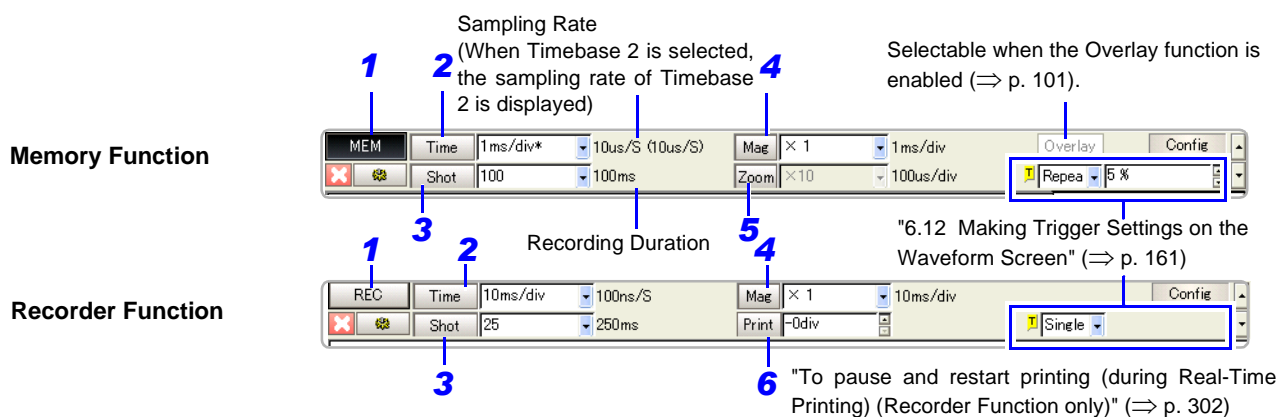 Sampling Rate
(When Timebase 2 is selected,
the sampling rate of Timebase
2 is displayed)
Selectable when the Overlay function is
enabled (⇒ p. 101).
1
2
4
Memory Function
MEM Time 1ms/div* 10us/S (10us/S) Mag × 1 1ms/div Overlay Config
Shot 100 100ms Zoom ×10 100us/div T Repea 5 %
3
Recording Duration
5
"6.12 Making Trigger Settings on the
Waveform Screen" (⇒ p. 161)
1
2
4
Recorder Function
REC Time 10ms/div 100ns/S Mag × 1 10ms/div Config
Shot 25 250ms Print -0div T Single
3
6
"To pause and restart printing (during Real-Time
Printing) (Recorder Function only)" (⇒ p. 302)